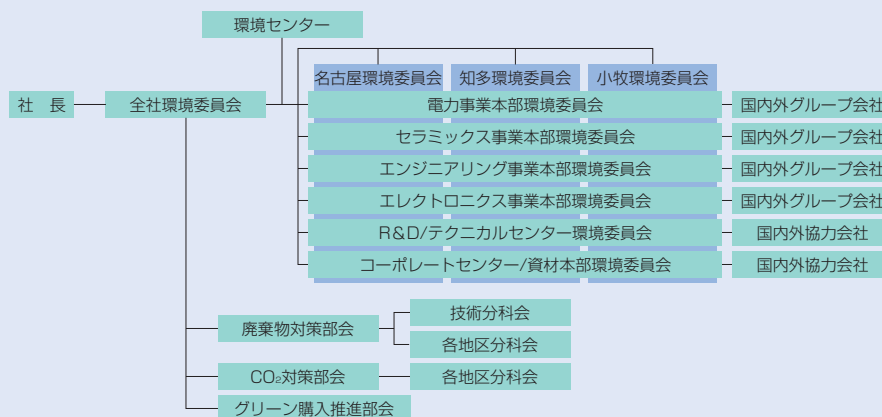 環境センター
名古屋環境委員会
知多環境委員会
小牧環境委員会
社　長
全社環境委員会
電力事業本部環境委員会
国内外グループ会社
セラミックス事業本部環境委員会
国内外グループ会社
エンジニアリング事業本部環境委員会
国内外グループ会社
エレクトロニクス事業本部環境委員会
国内外グループ会社
R&D/テクニカルセンター環境委員会
国内外協力会社
コーポレートセンター/資材本部環境委員会
国内外協力会社
廃棄物対策部会
技術分科会
各地区分科会
CO₂対策部会
各地区分科会
グリーン購入推進部会